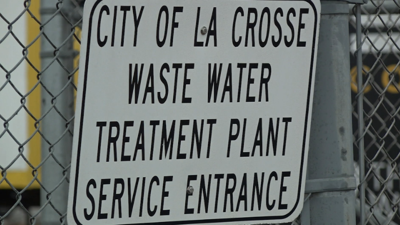 CITY OF LA CROSSE
WASTE WATER
TREATMENT PLANT
SERVICE ENTRANCE